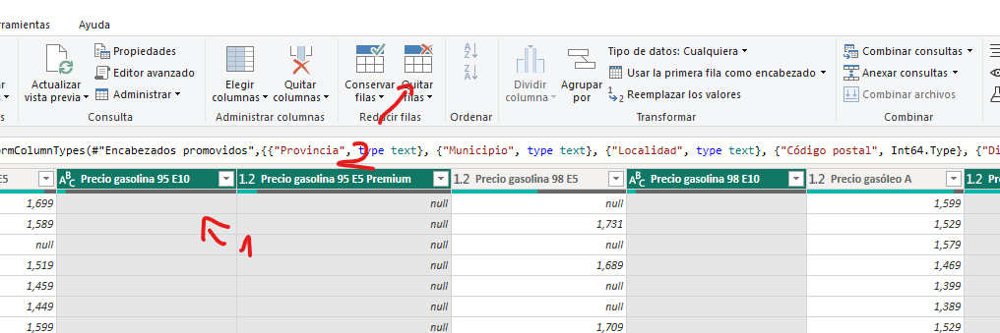 rramientas Ayuda
Actualizar vista previa
Propiedades
Editor avanzado
Administrar
Consulta
Elegir columnas
Quitar columnas
Administrar columnas
Conservar filas
Quitar filas
Reducir filas
A Z
Z A
Ordenar
Dividir columna
Agrupar por
Tipo de datos: Cualquiera
Usar la primera fila como encabezado
1 2 Reemplazar los valores
Transformar
Combinar consultas
Anexar consultas
Combinar archivos
Combinar
2
ormColumnTypes(#"Encabezados promovidos",{{"Provincia", type text}, {"Municipio", type text}, {"Localidad", type text}, {"Código postal", Int64.Type}, {"Di
E5 ABC Precio gasolina 95 E10 1.2 Precio gasolina 95 E5 Premium 1.2 Precio gasolina 98 E5 ABC Precio gasolina 98 E10 1.2 Precio gasóleo A 1.2 Pre
1,699 null null 1,599
1,589 null 1,731 1,529
1
null null null 1,579
1,519 null 1,689 1,469
1,459 null null 1,399
1,449 null null 1,389
1,599 null 1,709 1,529